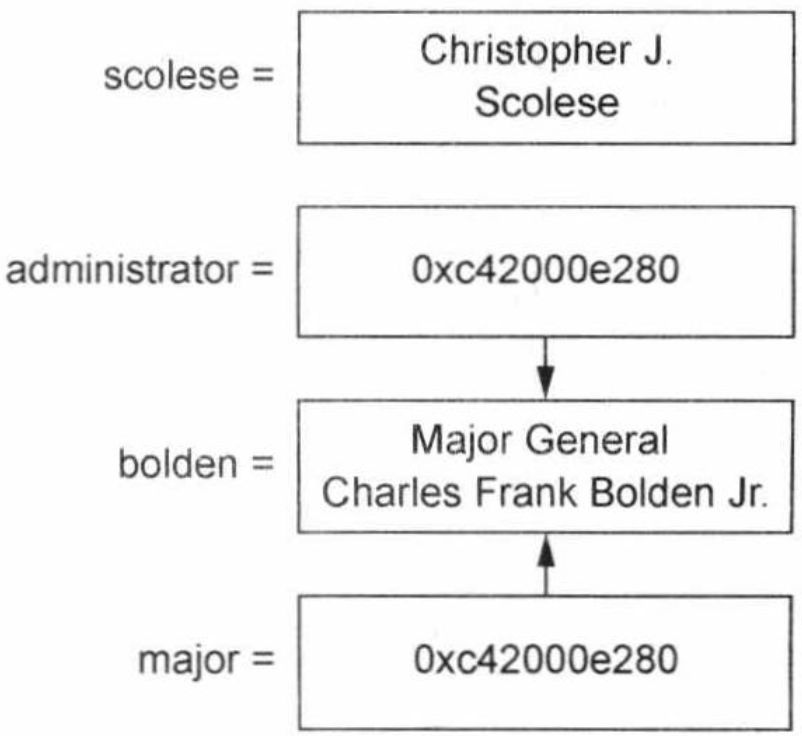 scolese =
Christopher J.
Scolese
administrator =
0xc42000e280
bolden =
Major General
Charles Frank Bolden Jr.
major =
0xc42000e280